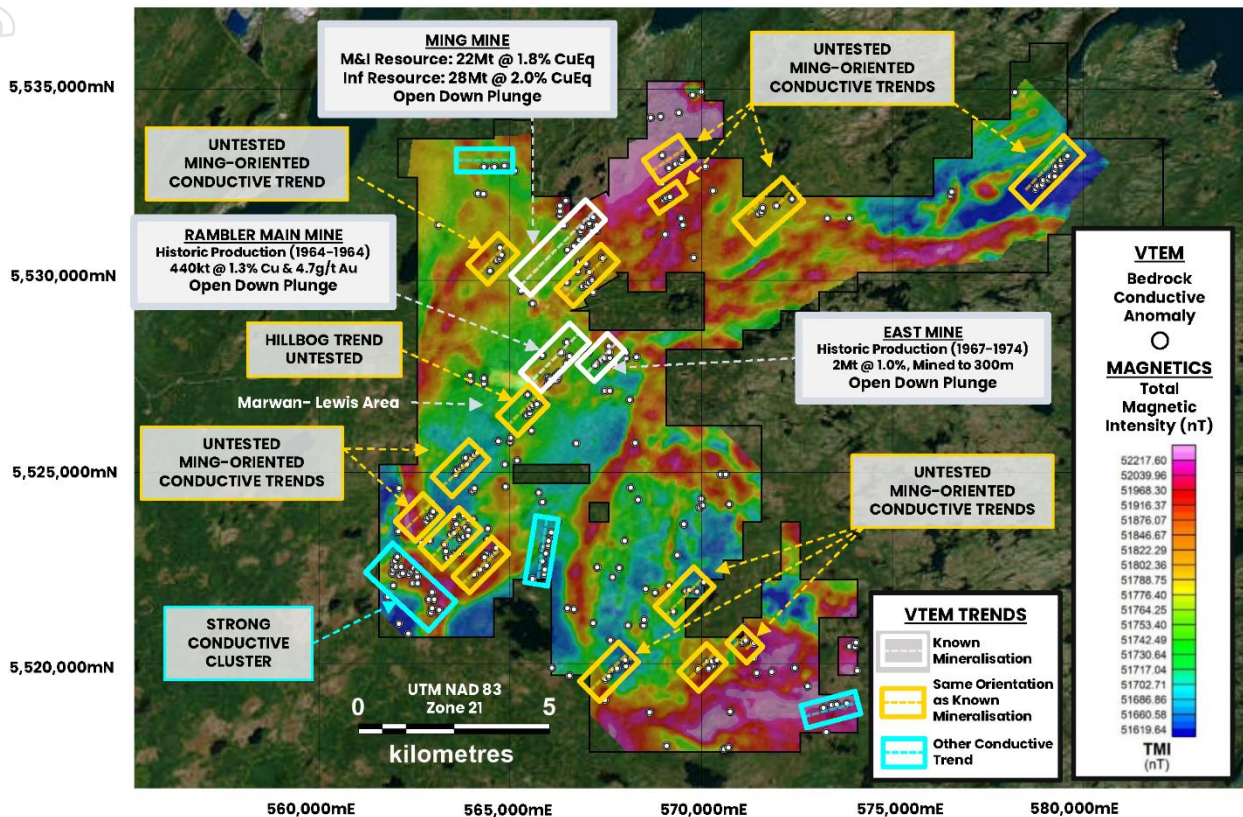 MING MINE
M&I Resource: 22Mt @ 1.8% CuEq
Inf Resource: 28Mt @ 2.0% CuEq
Open Down Plunge
UNTESTED
MING-ORIENTED
CONDUCTIVE TRENDS
5,535,000mN
UNTESTED
MING-ORIENTED
CONDUCTIVE TREND
RAMBLER MAIN MINE
Historic Production (1964-1964)
440kt @ 1.3% Cu & 4.7g/t Au
Open Down Plunge
5,530,000mN
HILLBOG TREND
UNTESTED
EAST MINE
Historic Production (1967-1974)
2Mt @ 1.0%, Mined to 300m
Open Down Plunge
Marwan- Lewis Area
UNTESTED
MING-ORIENTED
CONDUCTIVE TRENDS
5,525,000mN
UNTESTED
MING-ORIENTED
CONDUCTIVE TRENDS
STRONG
CONDUCTIVE
CLUSTER
5,520,000mN
UTM NAD 83
Zone 21
0 5
kilometres
VTEM TRENDS
Known
Mineralisation
Same Orientation
as Known
Mineralisation
Other Conductive
Trend
VTEM
Bedrock
Conductive
Anomaly
MAGNETICS
Total
Magnetic
Intensity (nT)
52217.60
52039.96
51968.30
51916.37
51876.07
51846.67
51822.29
51802.36
51788.75
51776.40
51764.25
51753.40
51742.49
51730.64
51717.04
51702.71
51686.86
51660.58
51619.64
TMI
(nT)
560,000mE 565,000mE 570,000mE 575,000mE 580,000mE